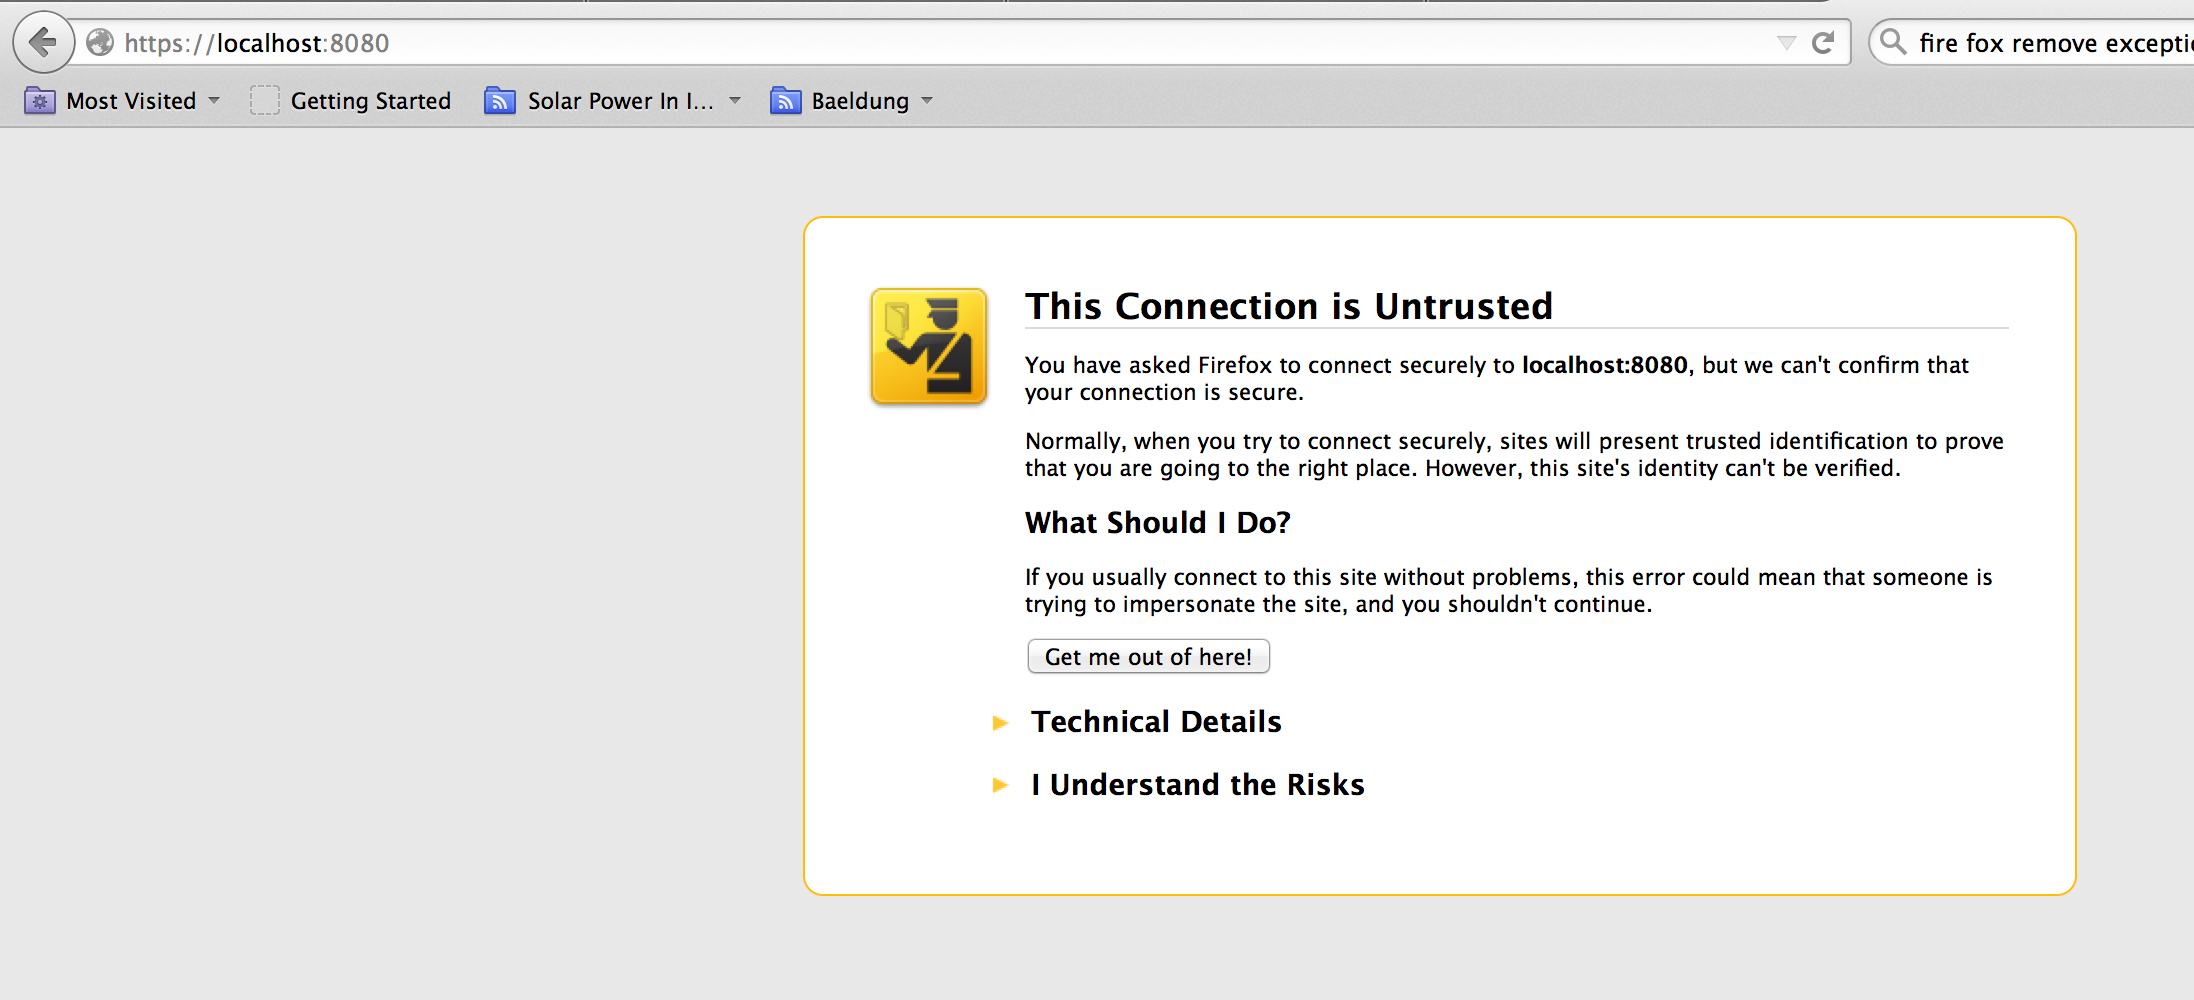 https://localhost:8080
fire fox remove excepti
Most Visited Getting Started Solar Power In I... Baeldung
This Connection is Untrusted
You have asked Firefox to connect securely to localhost:8080, but we can't confirm that
your connection is secure.
Normally, when you try to connect securely, sites will present trusted identification to prove
that you are going to the right place. However, this site's identity can't be verified.
What Should I Do?
If you usually connect to this site without problems, this error could mean that someone is
trying to impersonate the site, and you shouldn't continue.
Get me out of here!
Technical Details
I Understand the Risks